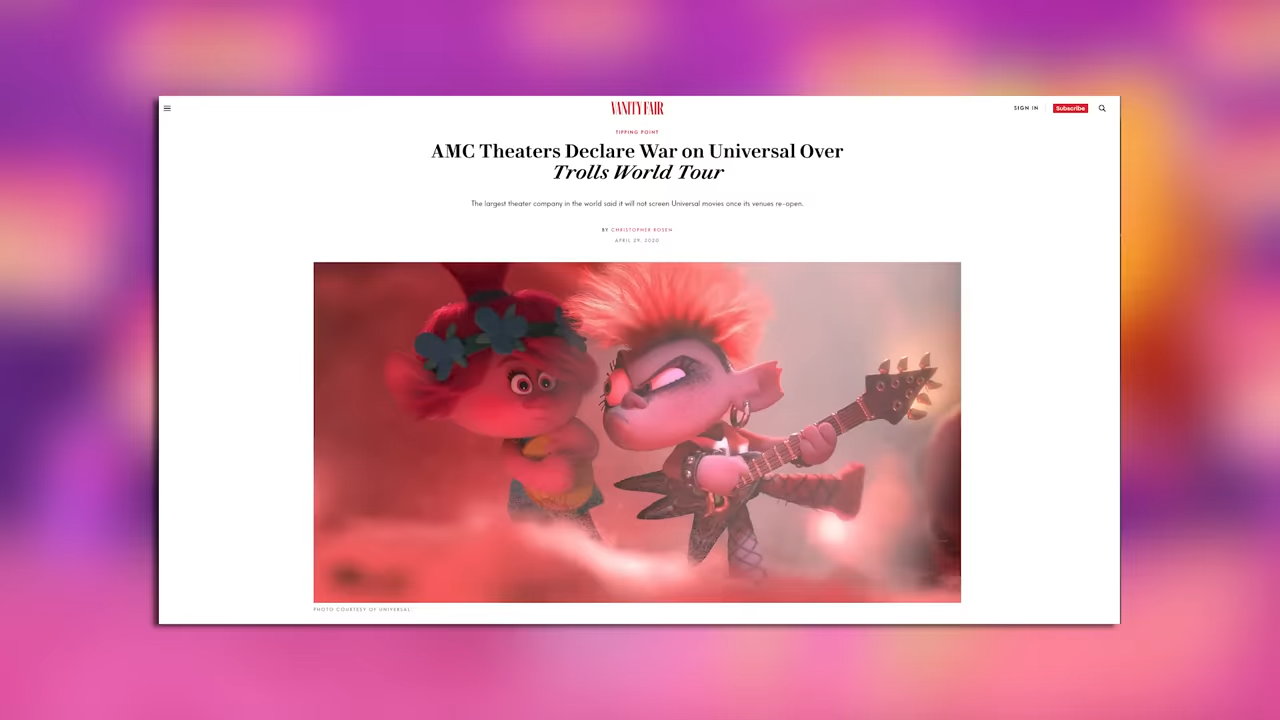 VANITY FAIR
SIGN IN
Subscribe
TIPPING POINT
AMC Theaters Declare War on Universal Over
Trolls World Tour
The largest theater company in the world said it will not screen Universal movies once its venues re-open.
BY CHRISTOPHER ROSEN
APRIL 29, 2020
PHOTO COURTESY OF UNIVERSAL.